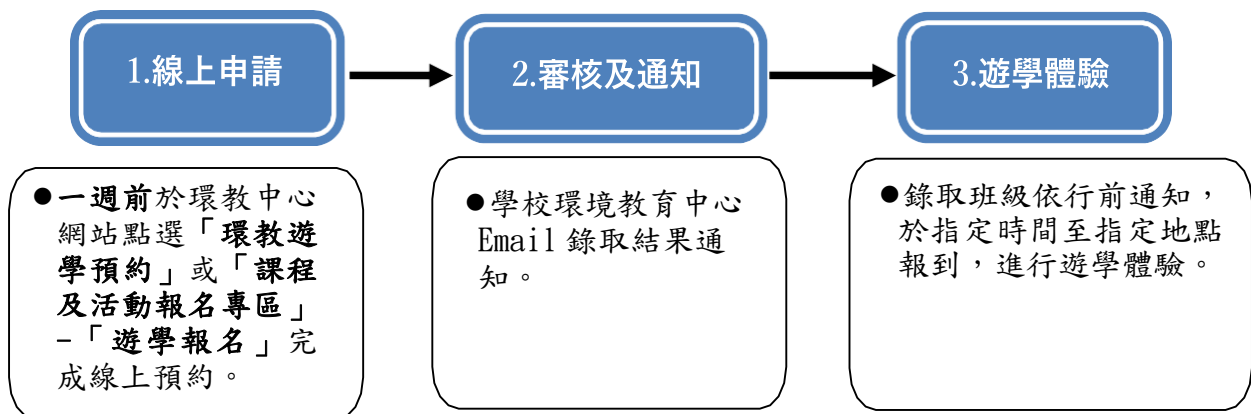 1.線上申請
2.審核及通知
3.遊學體驗
●一週前於環教中心
網站點選「環教遊
學預約」或「課程
及活動報名專區」
-「遊學報名」完
成線上預約。
●學校環境教育中心
Email 錄取結果通
知。
●錄取班級依行前通知，
於指定時間至指定地點
報到，進行遊學體驗。